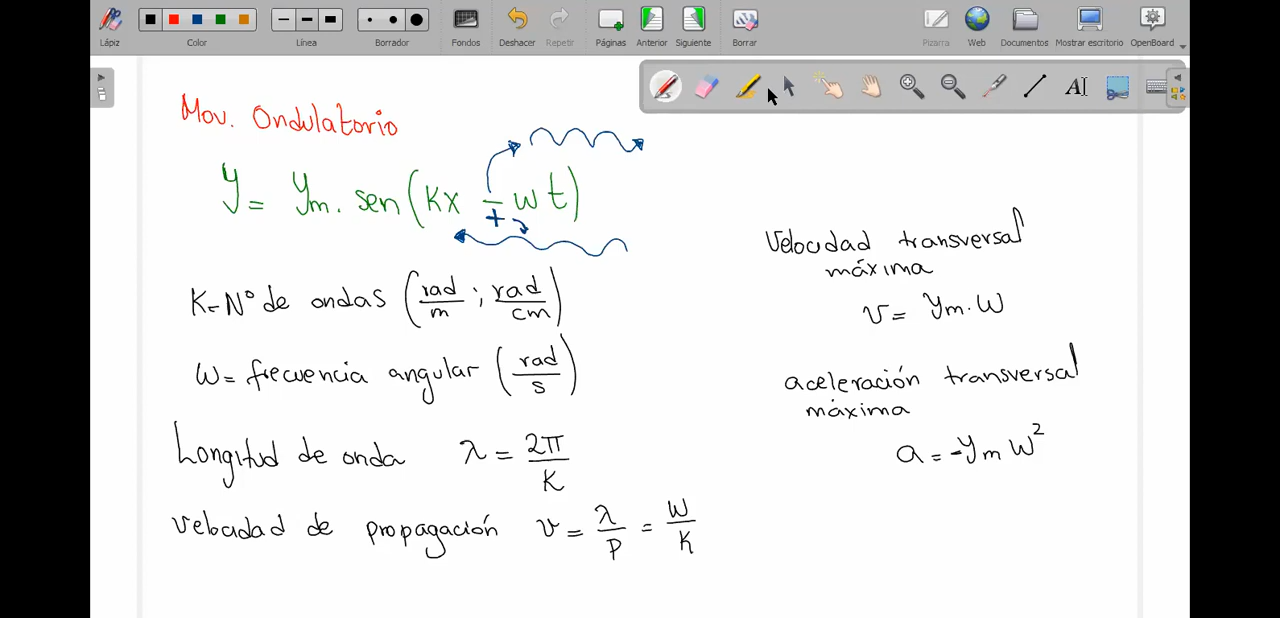 Lápiz Color Línea Borrador Fondos Deshacer Repetir Páginas Anterior Siguiente Borrar Pizarra Web Documentos Mostrar escritorio OpenBoard
Mov. Ondulatorio
y = ym. sen (kx - wt)
+
K = Nº de ondas (rad/m ; rad/cm)
w = frecuencia angular (rad/s)
Longitud de onda λ = 2π/K
Velocidad de propagación v = λ/P = w/K
Velocidad transversal
máxima
v = ym. w
aceleración transversal
máxima
a = -ym w²